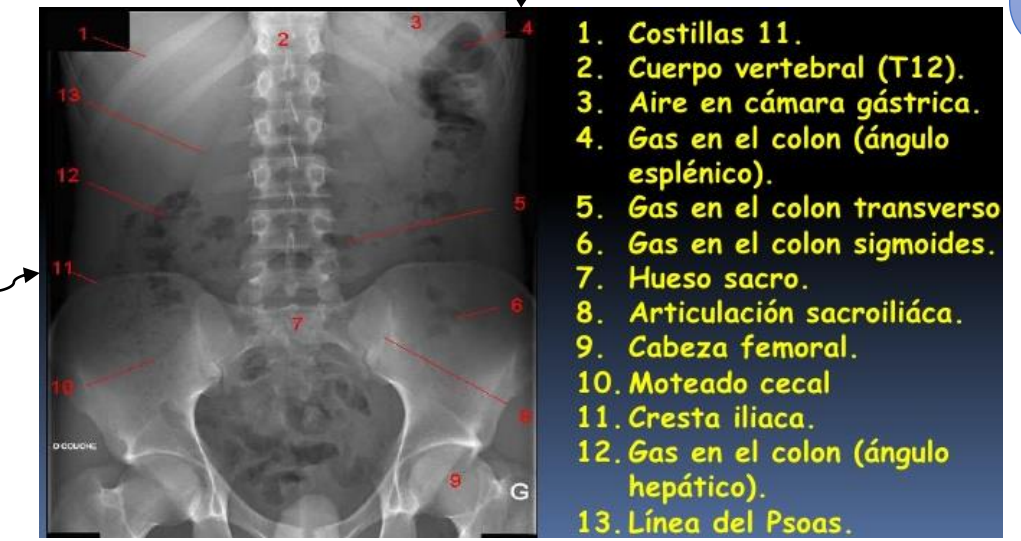 1
2
3
4
13
12
5
11
6
7
10
8
D COUCHE
9
G
1. Costillas 11.
2. Cuerpo vertebral (T12).
3. Aire en cámara gástrica.
4. Gas en el colon (ángulo
esplénico).
5. Gas en el colon transverso
6. Gas en el colon sigmoides.
7. Hueso sacro.
8. Articulación sacroiliáca.
9. Cabeza femoral.
10. Moteado cecal
11. Cresta iliaca.
12. Gas en el colon (ángulo
hepático).
13. Línea del Psoas.